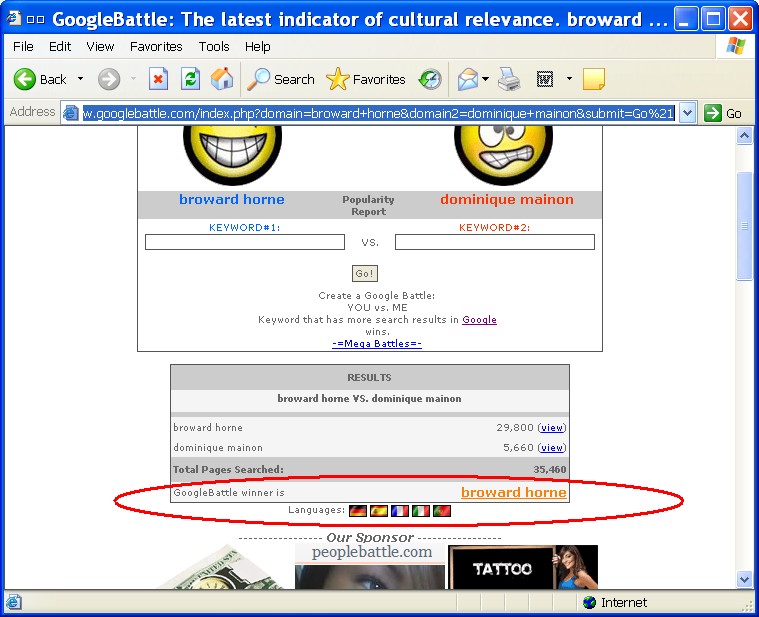 GoogleBattle: The latest indicator of cultural relevance. broward ...
File Edit View Favorites Tools Help
Back Search Favorites
Address w.googlebattle.com/index.php?domain=broward+horne&domain2=dominique+mainon&submit=Go%21 Go
broward horne Popularity Report dominique mainon
KEYWORD#1: KEYWORD#2:
VS.
Go!
Create a Google Battle:
YOU vs. ME
Keyword that has more search results in Google
wins.
-=Mega Battles=-
RESULTS
broward horne VS. dominique mainon
broward horne 29,800 (view)
dominique mainon 5,660 (view)
Total Pages Searched: 35,460
GoogleBattle winner is broward horne
Languages:
---------------- Our Sponsor ----------------
peoplebattle.com
TATTOO
Internet